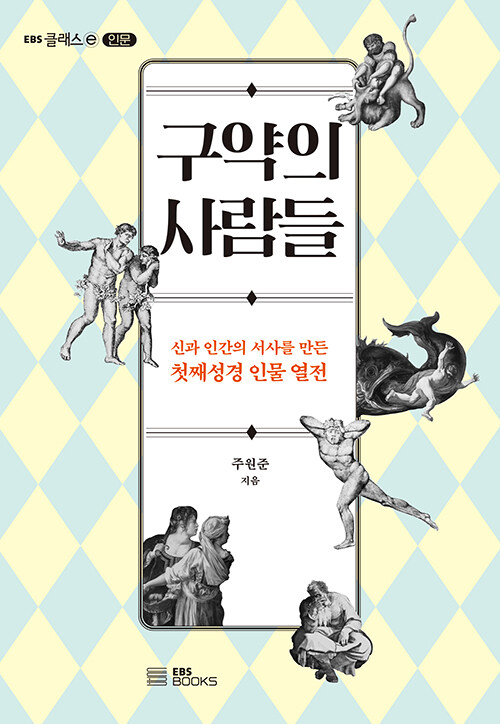 EBS 클래스 e 인문
구약의
사람들
신과 인간의 서사를 만든
첫째성경 인물 열전
주원준
지음
EBS
BOOKS